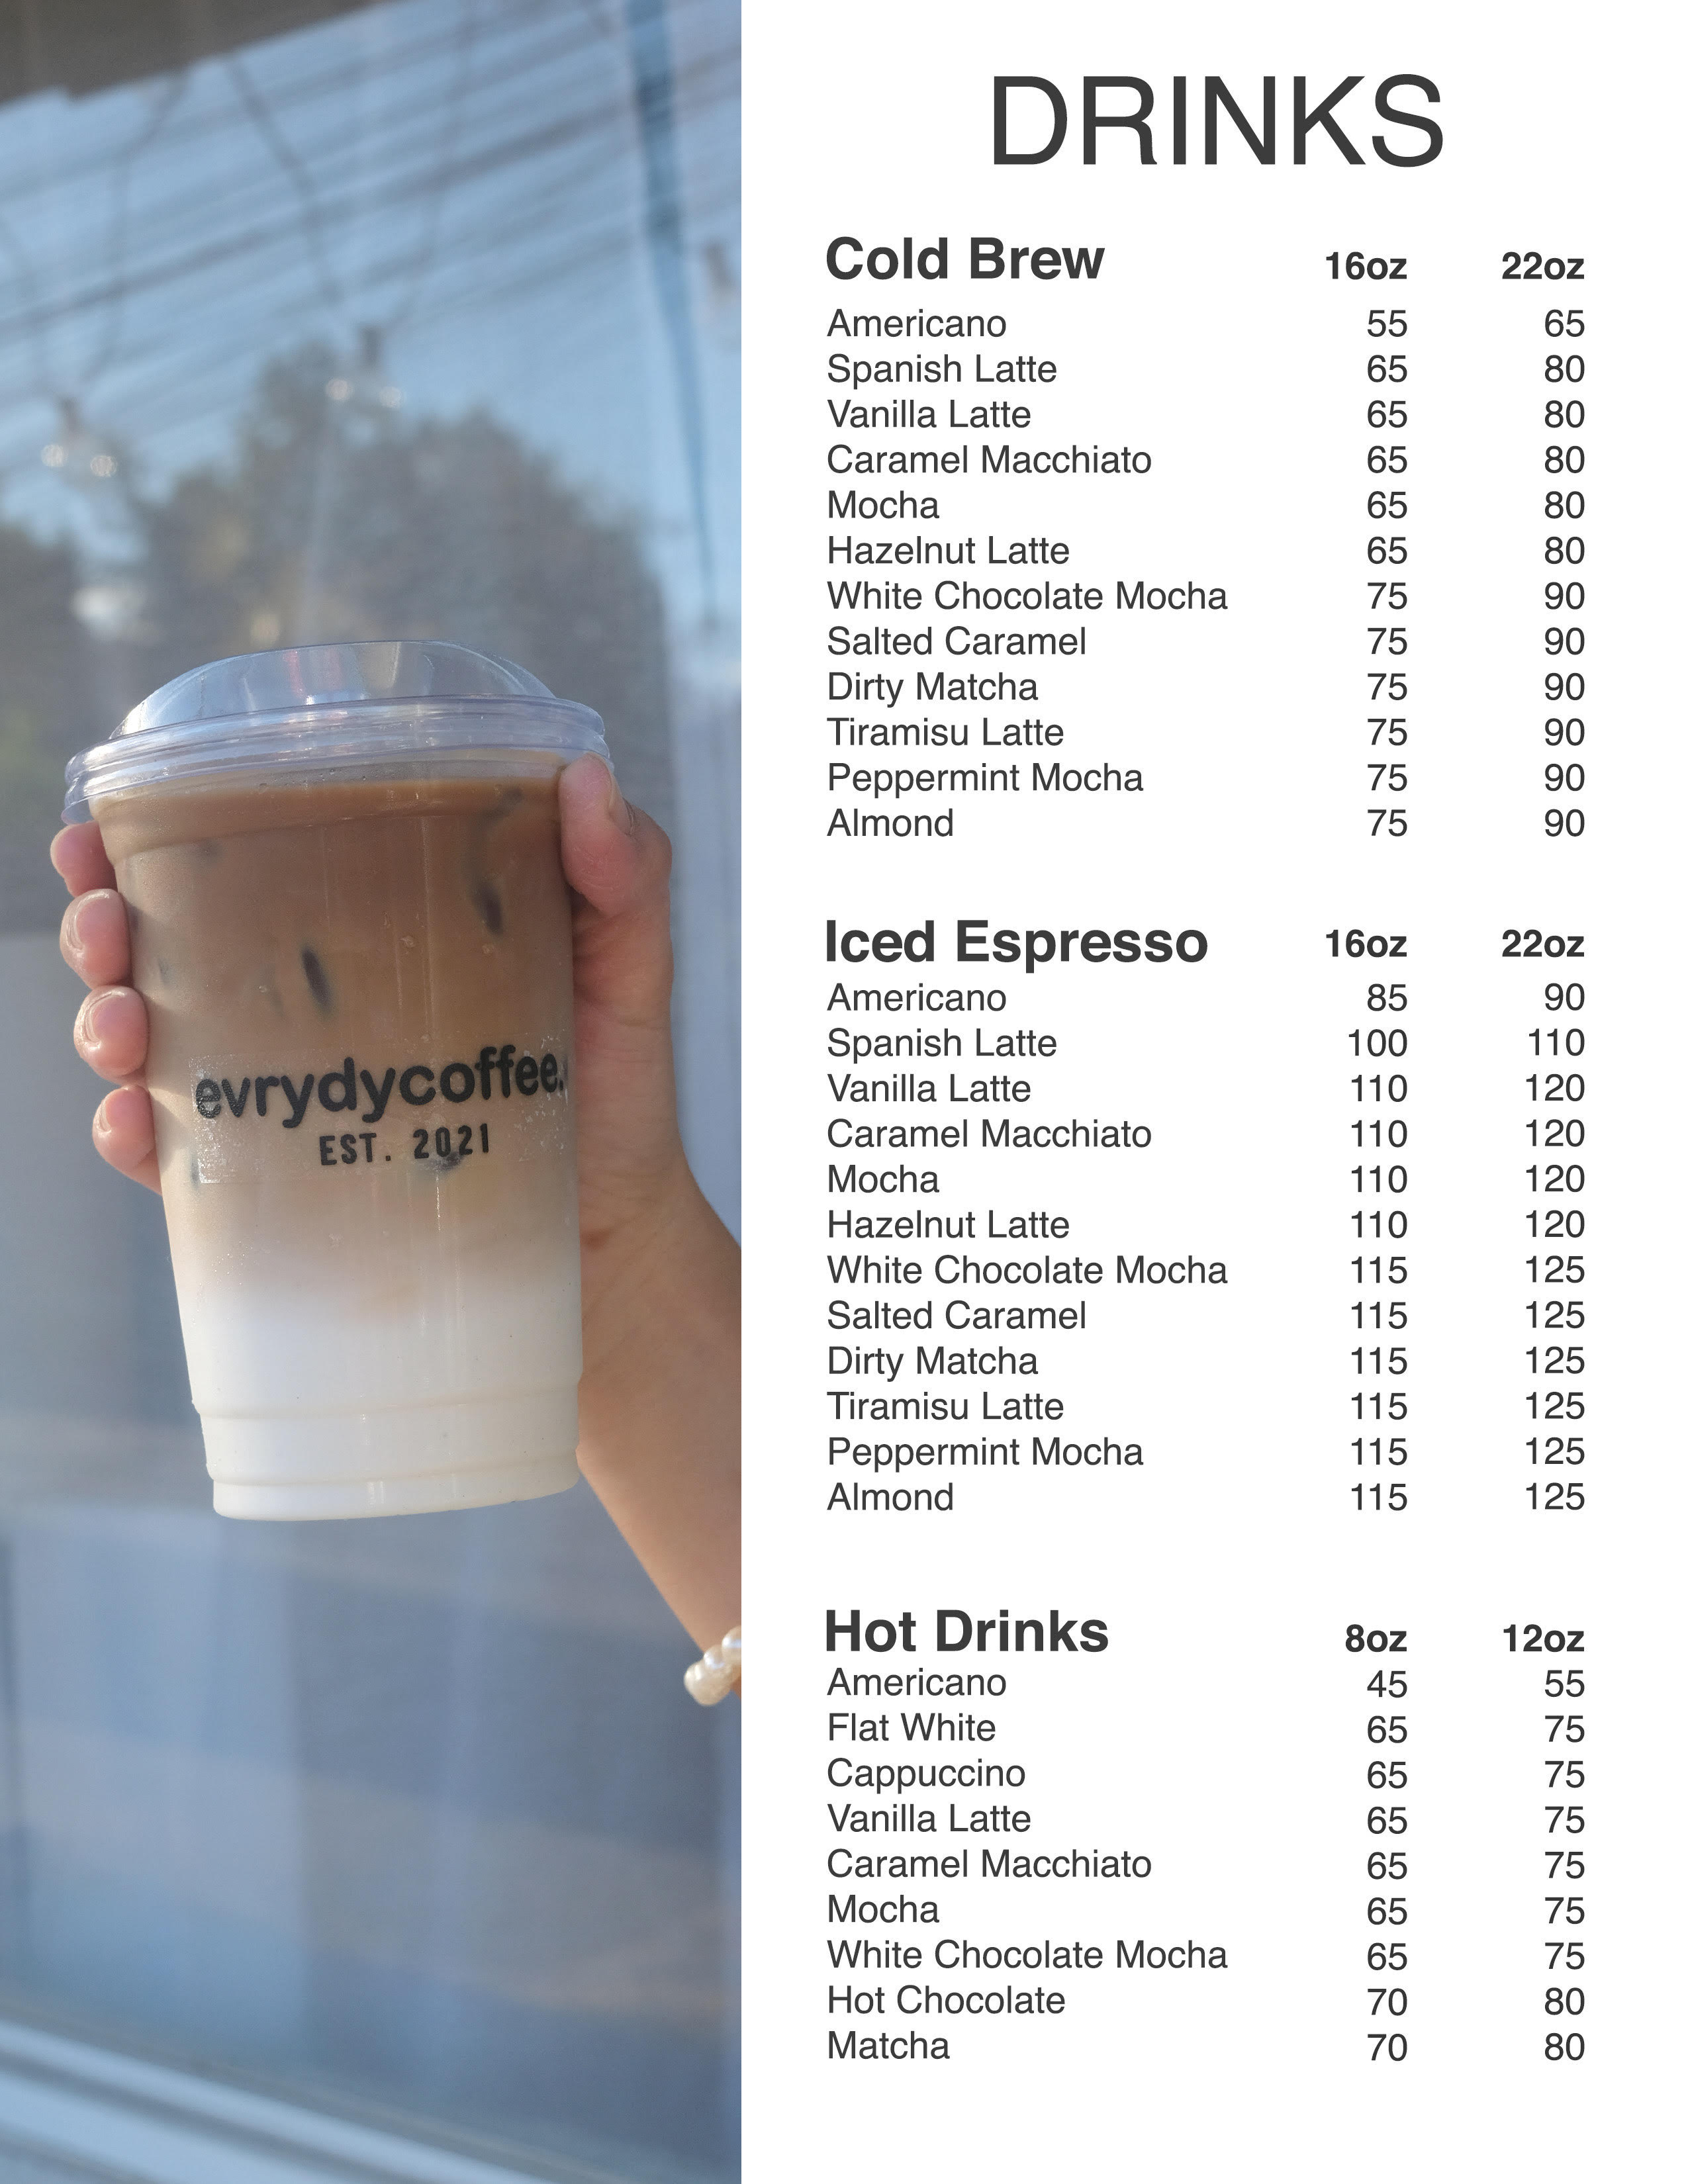 DRINKS
Cold Brew 16oz 22oz
Americano 55 65
Spanish Latte 65 80
Vanilla Latte 65 80
Caramel Macchiato 65 80
Mocha 65 80
Hazelnut Latte 65 80
White Chocolate Mocha 75 90
Salted Caramel 75 90
Dirty Matcha 75 90
Tiramisu Latte 75 90
Peppermint Mocha 75 90
Almond 75 90
Iced Espresso 16oz 22oz
Americano 85 90
Spanish Latte 100 110
Vanilla Latte 110 120
Caramel Macchiato 110 120
Mocha 110 120
Hazelnut Latte 110 120
White Chocolate Mocha 115 125
Salted Caramel 115 125
Dirty Matcha 115 125
Tiramisu Latte 115 125
Peppermint Mocha 115 125
Almond 115 125
Hot Drinks 8oz 12oz
Americano 45 55
Flat White 65 75
Cappuccino 65 75
Vanilla Latte 65 75
Caramel Macchiato 65 75
Mocha 65 75
White Chocolate Mocha 65 75
Hot Chocolate 70 80
Matcha 70 80
evrydycoffee.
EST. 2021